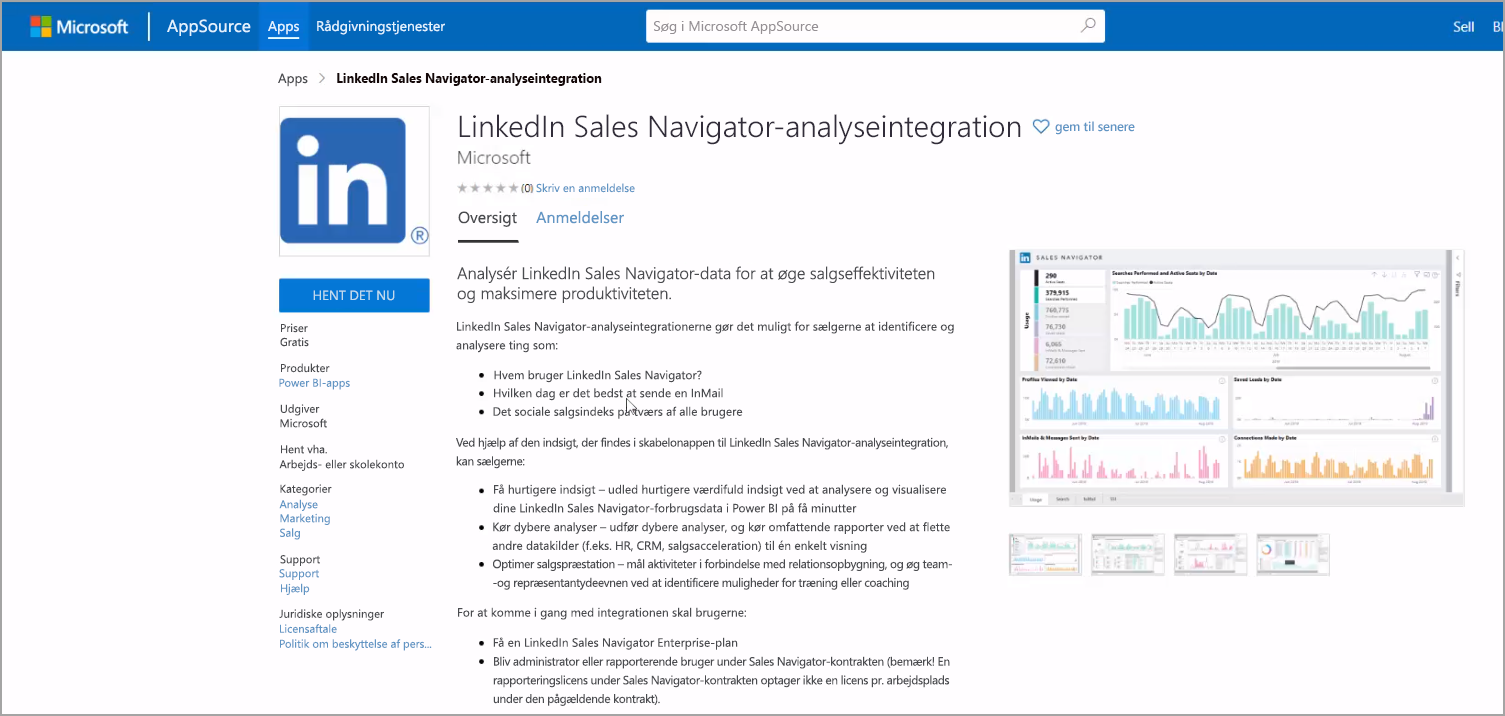 Microsoft AppSource Apps Rådgivningstjenester Søg i Microsoft AppSource Sell
Apps > LinkedIn Sales Navigator-analyseintegration
in
®
HENT DET NU
Priser
Gratis
Produkter
Power BI-apps
Udgiver
Microsoft
Hent vha.
Arbejds- eller skolekonto
Kategorier
Analyse
Marketing
Salg
Support
Support
Hjælp
Juridiske oplysninger
Licensaftale
Politik om beskyttelse af pers...
LinkedIn Sales Navigator-analyseintegration gem til senere
Microsoft
(0) Skriv en anmeldelse
Oversigt Anmeldelser
Analysér LinkedIn Sales Navigator-data for at øge salgseffektiviteten
og maksimere produktiviteten.
LinkedIn Sales Navigator-analyseintegrationerne gør det muligt for sælgerne at identificere og
analysere ting som:
• Hvem bruger LinkedIn Sales Navigator?
• Hvilken dag er det bedst at sende en InMail
• Det sociale salgsindeks på værs af alle brugere
Ved hjælp af den indsigt, der findes i skabelonappen til LinkedIn Sales Navigator-analyseintegration,
kan sælgerne:
• Få hurtigere indsigt – udled hurtigere værdifuld indsigt ved at analysere og visualisere
dine LinkedIn Sales Navigator-forbrugsdata i Power BI på få minutter
• Kør dybere analyser – udfør dybere analyser, og kør omfattende rapporter ved at flette
andre datakilder (f.eks. HR, CRM, salgsacceleration) til én enkelt visning
• Optimer salgspræstation – mål aktiviteter i forbindelse med relationsopbygning, og øg team-
-og repræsentantydeevnen ved at identificere muligheder for træning eller coaching
For at komme i gang med integrationen skal brugerne:
• Få en LinkedIn Sales Navigator Enterprise-plan
• Bliv administrator eller rapporterende bruger under Sales Navigator-kontrakten (bemærk! En
rapporteringslicens under Sales Navigator-kontrakten optager ikke en licens pr. arbejdsplads
under den pågældende kontrakt).
in SALES NAVIGATOR
290
Active Seats
379,915
Searches Performed
760,775
76,730
6,065
72,610
Usage
Searches Performed and Active Seats by Date
Filters
Profiles Viewed by Date
Saved Leads by Date
InMails & Messages Sent by Date
Connections Made by Date
Usage Search InMail SSI